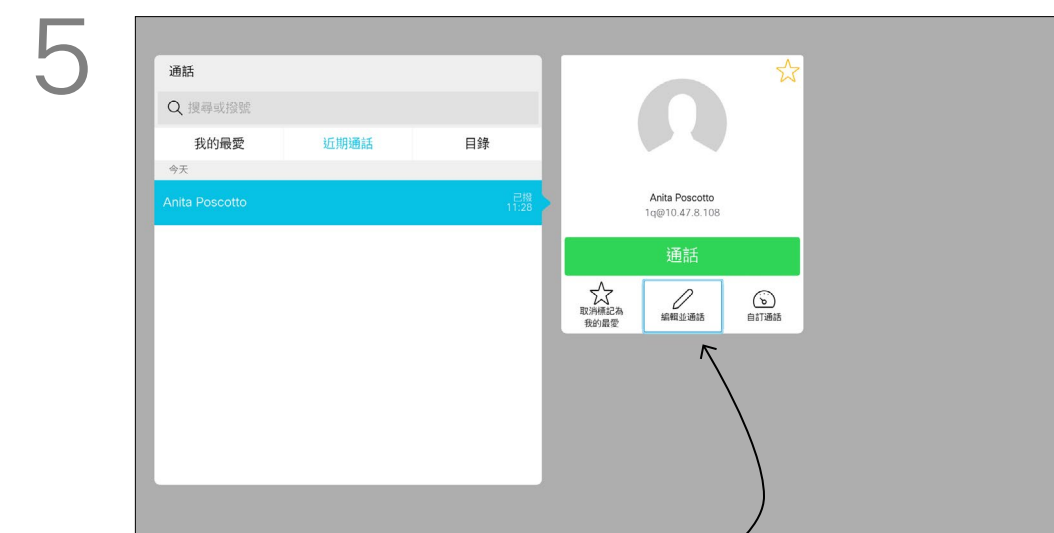 5
通話
搜尋或撥號
我的最愛 近期通話 目錄
今天
Anita Poscotto 已撥
11:28
Anita Poscotto
1q@10.47.8.108
通話
取消標記為
我的最愛
編輯並通話
自訂通話